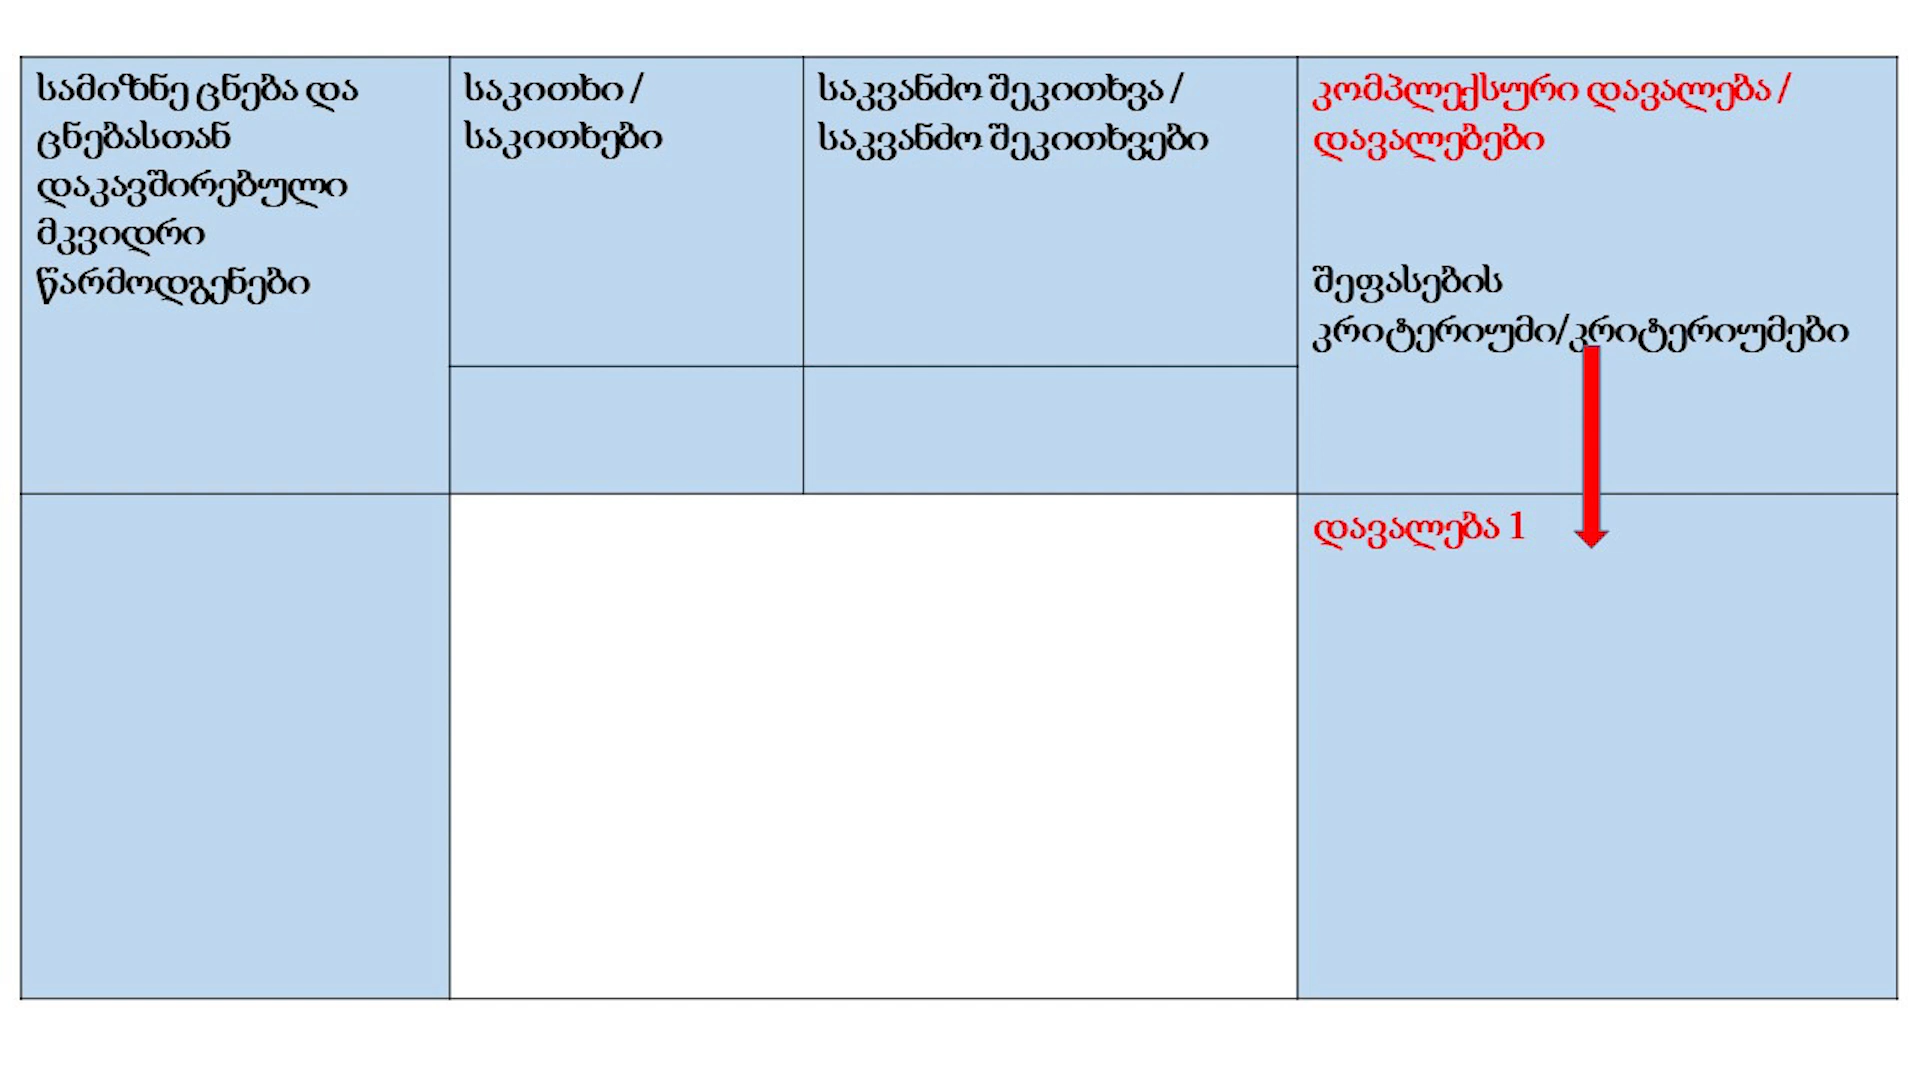 სამიზნე ცნება და
ცნებასთან
დაკავშირებული
მკვიდრი
წარმოდგენები
საკითხი /
საკითხები
საკვანძო შეკითხვა /
საკვანძო შეკითხვები
კომპლექსური დავალება /
დავალებები
შეფასების
კრიტერიუმი/კრიტერიუმები
დავალება 1